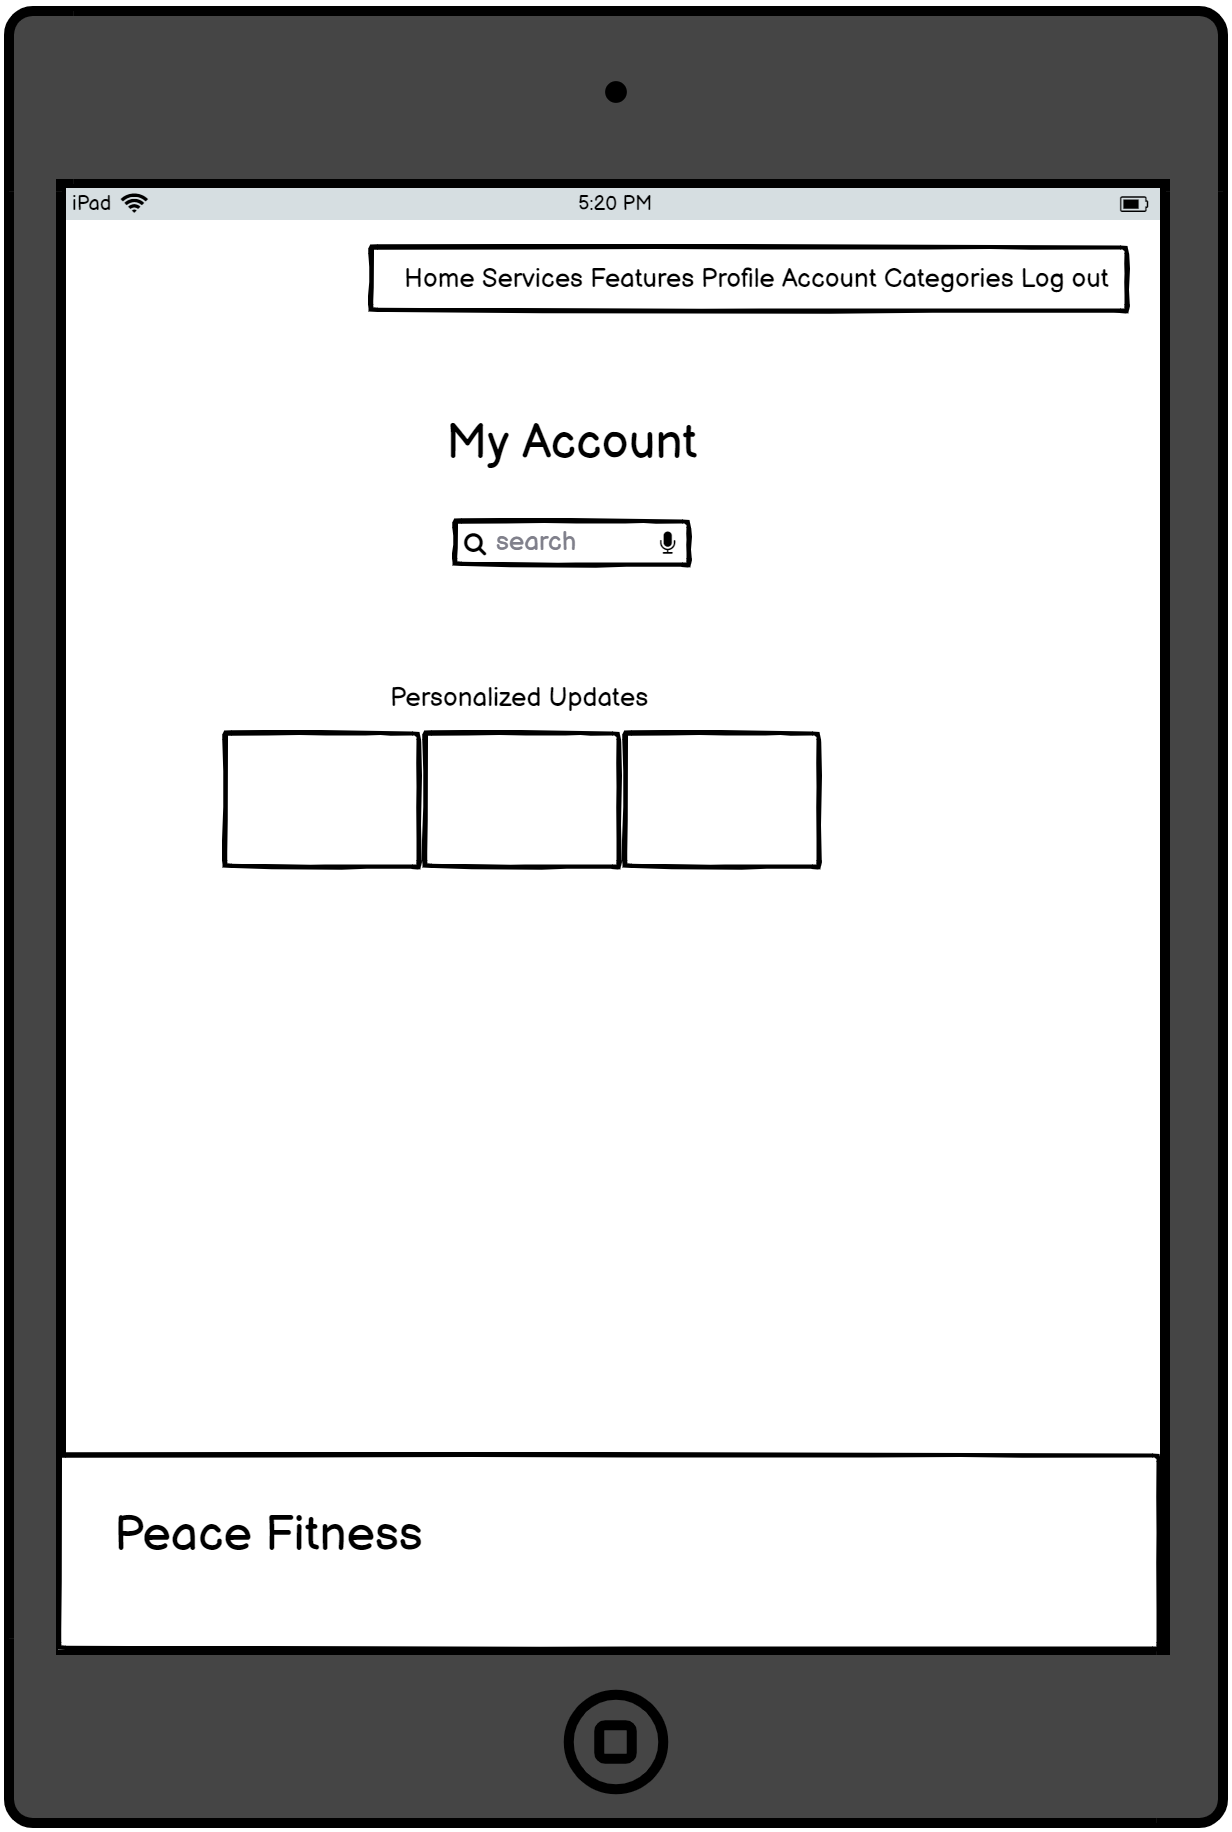 iPad 5:20 PM
Home Services Features Profile Account Categories Log out
My Account
search
Personalized Updates
Peace Fitness